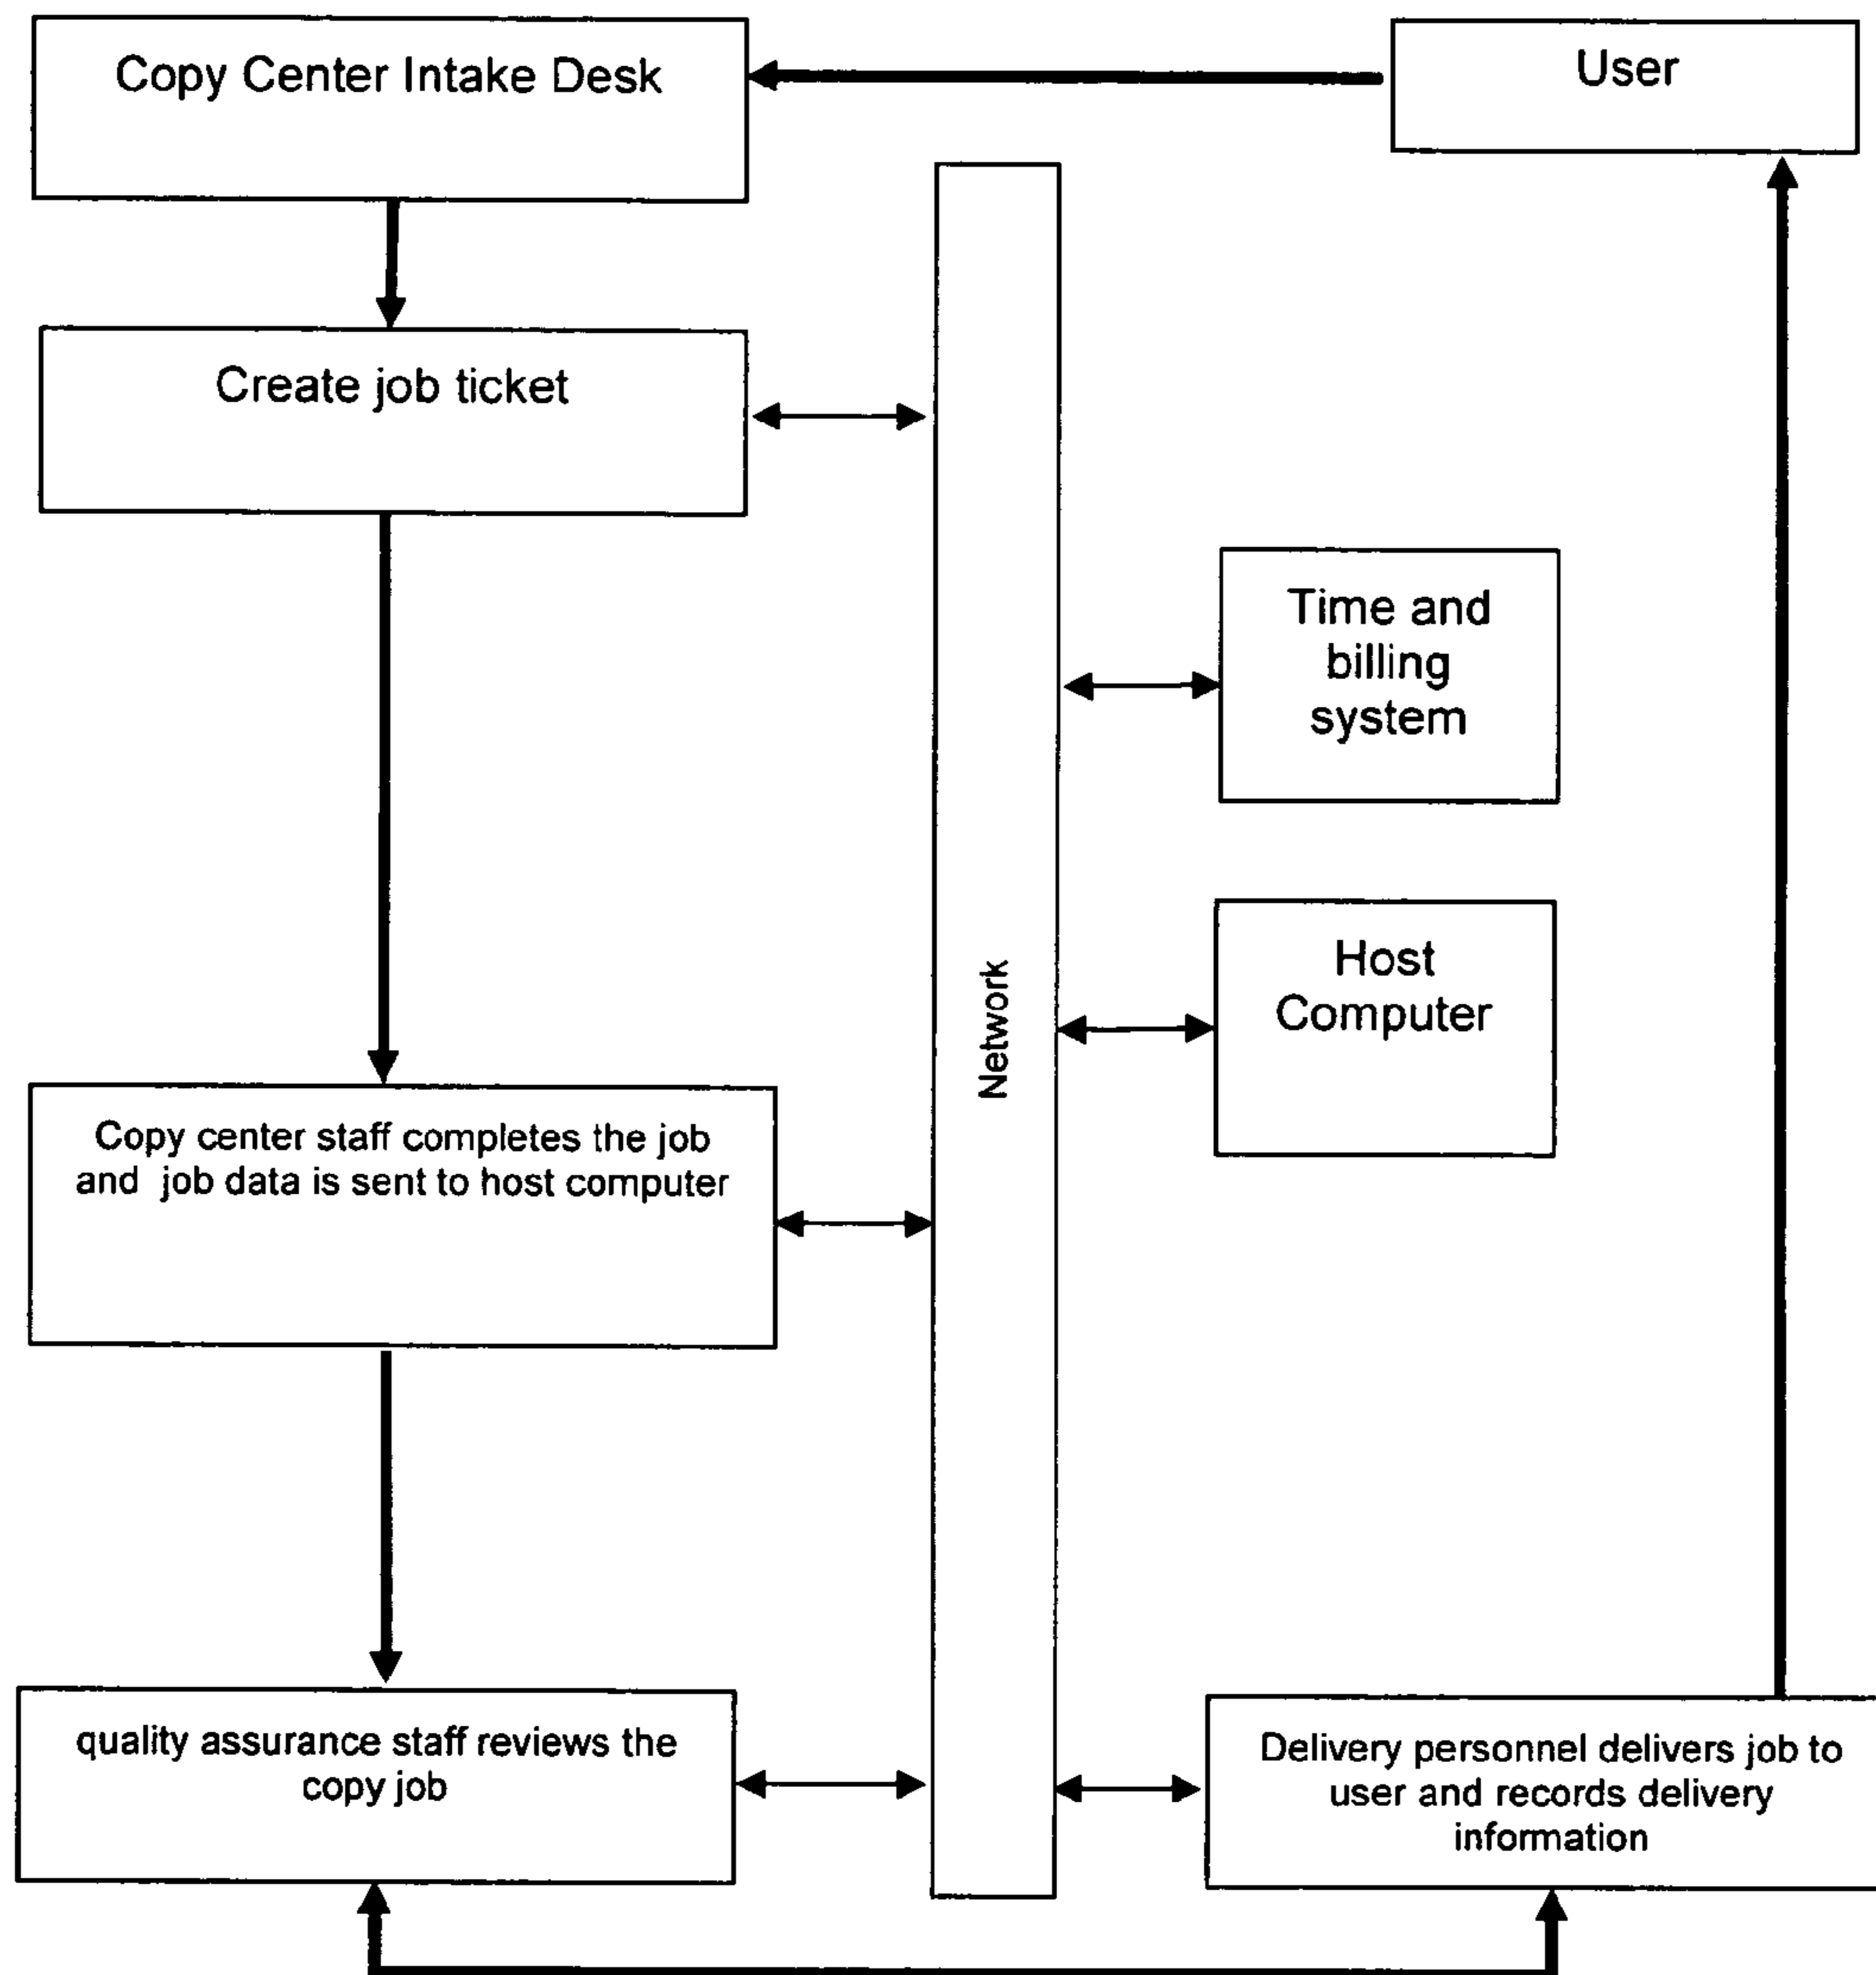 Copy Center Intake Desk
User
Create job ticket
Time and
billing
system
Host
Computer
Network
Copy center staff completes the job
and job data is sent to host computer
quality assurance staff reviews the
copy job
Delivery personnel delivers job to
user and records delivery
information